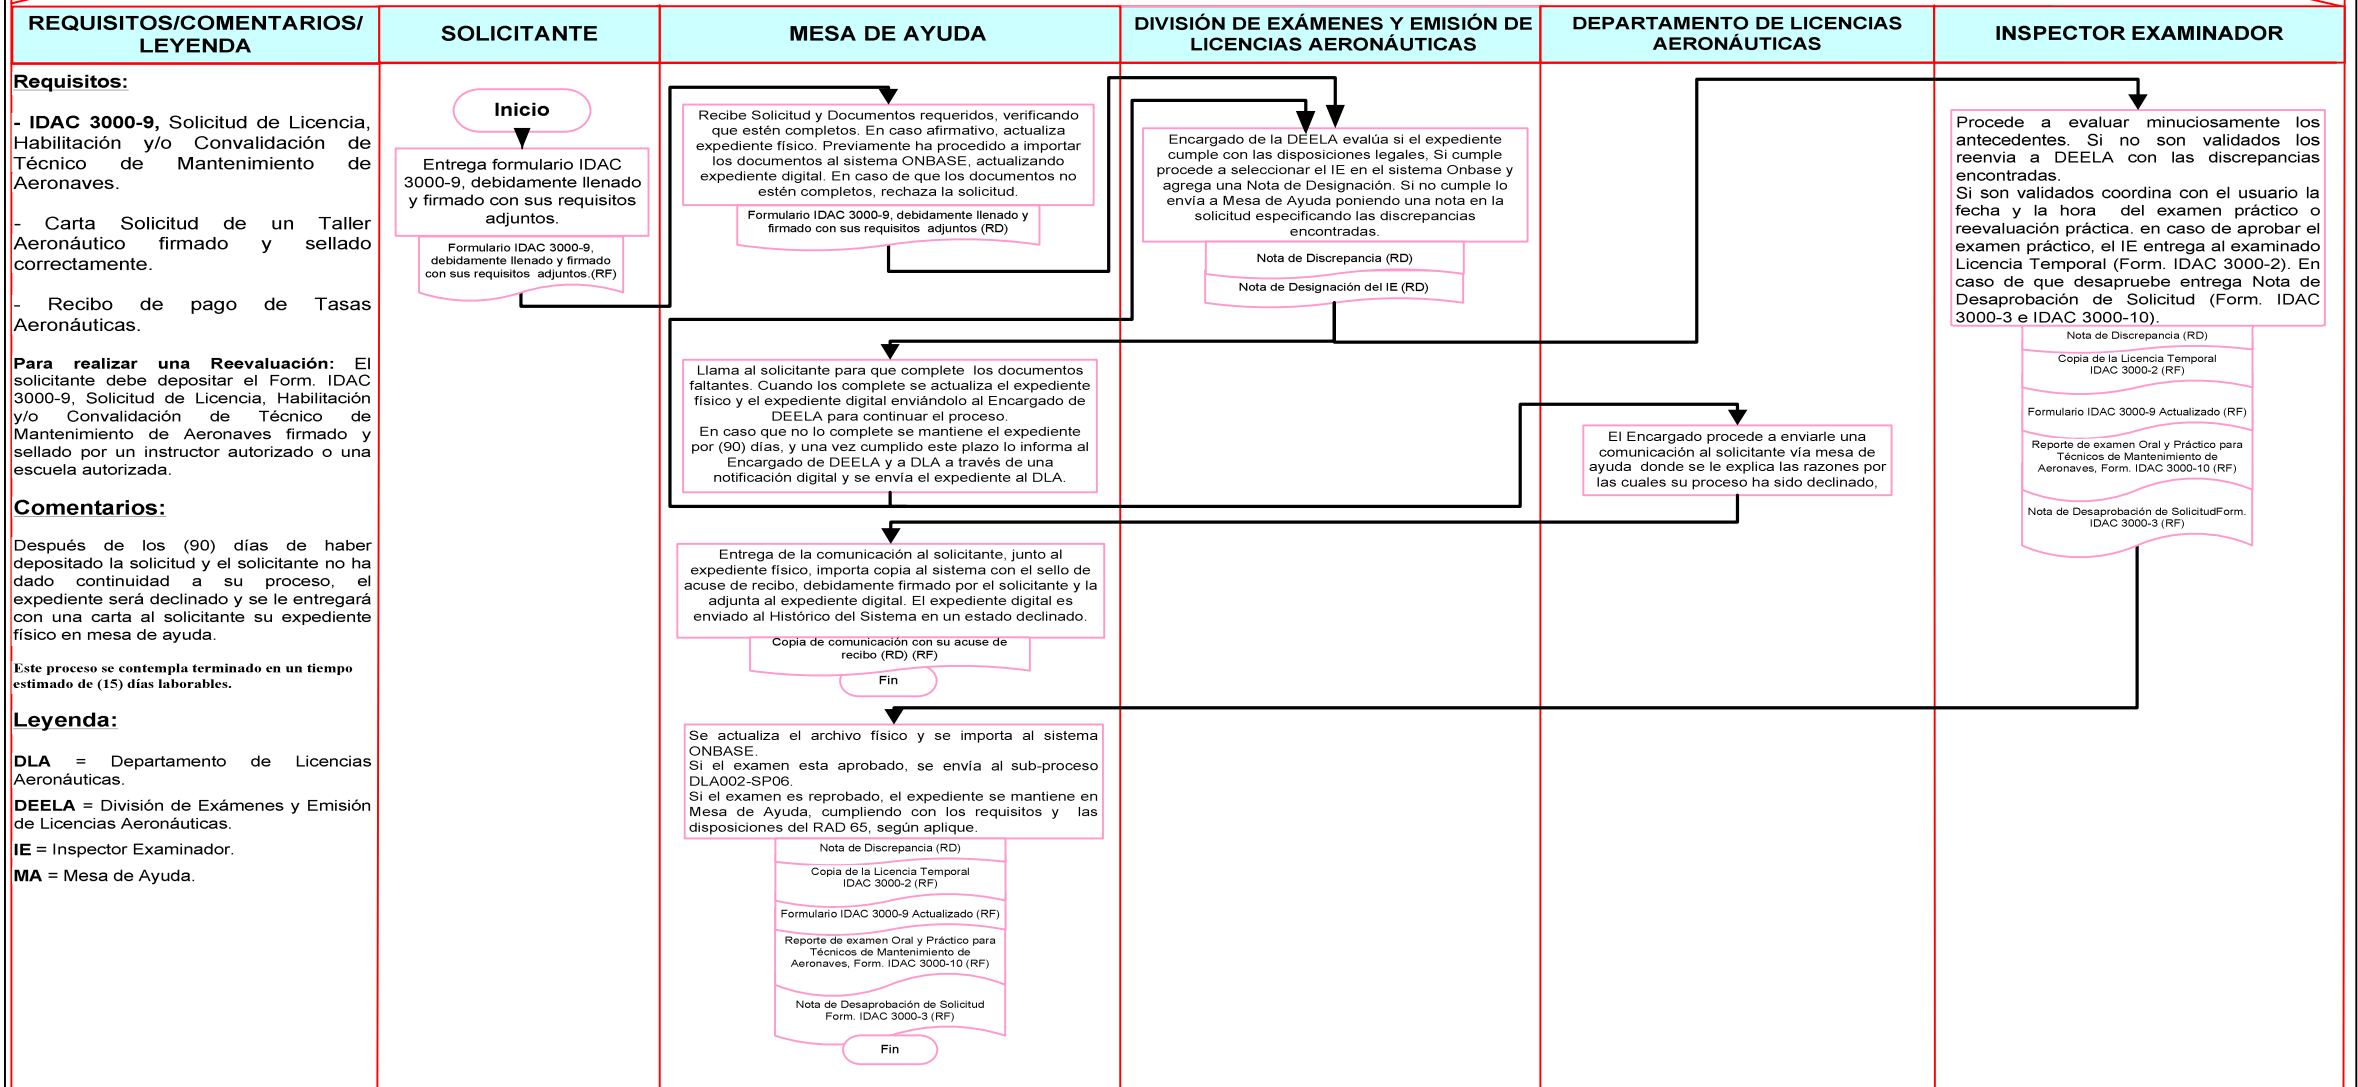 REQUISITOS/COMENTARIOS/
LEYENDA
SOLICITANTE
MESA DE AYUDA
DIVISIÓN DE EXÁMENES Y EMISIÓN DE
LICENCIAS AERONÁUTICAS
DEPARTAMENTO DE LICENCIAS
AERONÁUTICAS
INSPECTOR EXAMINADOR
Requisitos:
- IDAC 3000-9, Solicitud de Licencia,
Habilitación y/o Convalidación de
Técnico de Mantenimiento de
Aeronaves.
- Carta Solicitud de un Taller
Aeronáutico firmado y sellado
correctamente.
- Recibo de pago de Tasas
Aeronáuticas.
Para realizar una Reevaluación: El
solicitante debe depositar el Form. IDAC
3000-9, Solicitud de Licencia, Habilitación
y/o Convalidación de Técnico de
Mantenimiento de Aeronaves firmado y
sellado por un instructor autorizado o una
escuela autorizada.
Comentarios:
Después de los (90) días de haber
depositado la solicitud y el solicitante no ha
dado continuidad a su proceso, el
expediente será declinado y se le entregará
con una carta al solicitante su expediente
físico en mesa de ayuda.
Este proceso se contempla terminado en un tiempo
estimado de (15) días laborables.
Leyenda:
DLA = Departamento de Licencias
Aeronáuticas.
DEELA = División de Exámenes y Emisión
de Licencias Aeronáuticas.
IE = Inspector Examinador.
MA = Mesa de Ayuda.
Inicio
Entrega formulario IDAC
3000-9, debidamente llenado
y firmado con sus requisitos
adjuntos.
Formulario IDAC 3000-9,
debidamente llenado y firmado
con sus requisitos adjuntos.(RF)
Recibe Solicitud y Documentos requeridos, verificando
que estén completos. En caso afirmativo, actualiza
expediente físico. Previamente ha procedido a importar
los documentos al sistema ONBASE, actualizando
expediente digital. En caso de que los documentos no
estén completos, rechaza la solicitud.
Formulario IDAC 3000-9, debidamente llenado y
firmado con sus requisitos adjuntos (RD)
Encargado de la DEELA evalúa si el expediente
cumple con las disposiciones legales, Si cumple
procede a seleccionar el IE en el sistema Onbase y
agrega una Nota de Designación. Si no cumple lo
envía a Mesa de Ayuda poniendo una nota en la
solicitud especificando las discrepancias
encontradas.
Nota de Discrepancia (RD)
Nota de Designación del IE (RD)
Procede a evaluar minuciosamente los
antecedentes. Si no son validados los
reenvia a DEELA con las discrepancias
encontradas.
Si son validados coordina con el usuario la
fecha y la hora del examen práctico o
reevaluación práctica. en caso de aprobar el
examen práctico, el IE entrega al examinado
Licencia Temporal (Form. IDAC 3000-2). En
caso de que desapruebe entrega Nota de
Desaprobación de Solicitud (Form. IDAC
3000-3 e IDAC 3000-10).
Nota de Discrepancia (RD)
Copia de la Licencia Temporal
IDAC 3000-2 (RF)
Formulario IDAC 3000-9 Actualizado (RF)
Reporte de examen Oral y Práctico para
Técnicos de Mantenimiento de
Aeronaves, Form. IDAC 3000-10 (RF)
Nota de Desaprobación de SolicitudForm.
IDAC 3000-3 (RF)
Llama al solicitante para que complete los documentos
faltantes. Cuando los complete se actualiza el expediente
físico y el expediente digital enviándolo al Encargado de
DEELA para continuar el proceso.
En caso que no lo complete se mantiene el expediente
por (90) días, y una vez cumplido este plazo lo informa al
Encargado de DEELA y a DLA a través de una
notificación digital y se envía el expediente al DLA.
El Encargado procede a enviarle una
comunicación al solicitante vía mesa de
ayuda donde se le explica las razones por
las cuales su proceso ha sido declinado,
Entrega de la comunicación al solicitante, junto al
expediente físico, importa copia al sistema con el sello de
acuse de recibo, debidamente firmado por el solicitante y la
adjunta al expediente digital. El expediente digital es
enviado al Histórico del Sistema en un estado declinado.
Copia de comunicación con su acuse de
recibo (RD) (RF)
Fin
Se actualiza el archivo físico y se importa al sistema
ONBASE.
Si el examen esta aprobado, se envía al sub-proceso
DLA002-SP06.
Si el examen es reprobado, el expediente se mantiene en
Mesa de Ayuda, cumpliendo con los requisitos y las
disposiciones del RAD 65, según aplique.
Nota de Discrepancia (RD)
Copia de la Licencia Temporal
IDAC 3000-2 (RF)
Formulario IDAC 3000-9 Actualizado (RF)
Reporte de examen Oral y Práctico para
Técnicos de Mantenimiento de
Aeronaves, Form. IDAC 3000-10 (RF)
Nota de Desaprobación de Solicitud
Form. IDAC 3000-3 (RF)
Fin